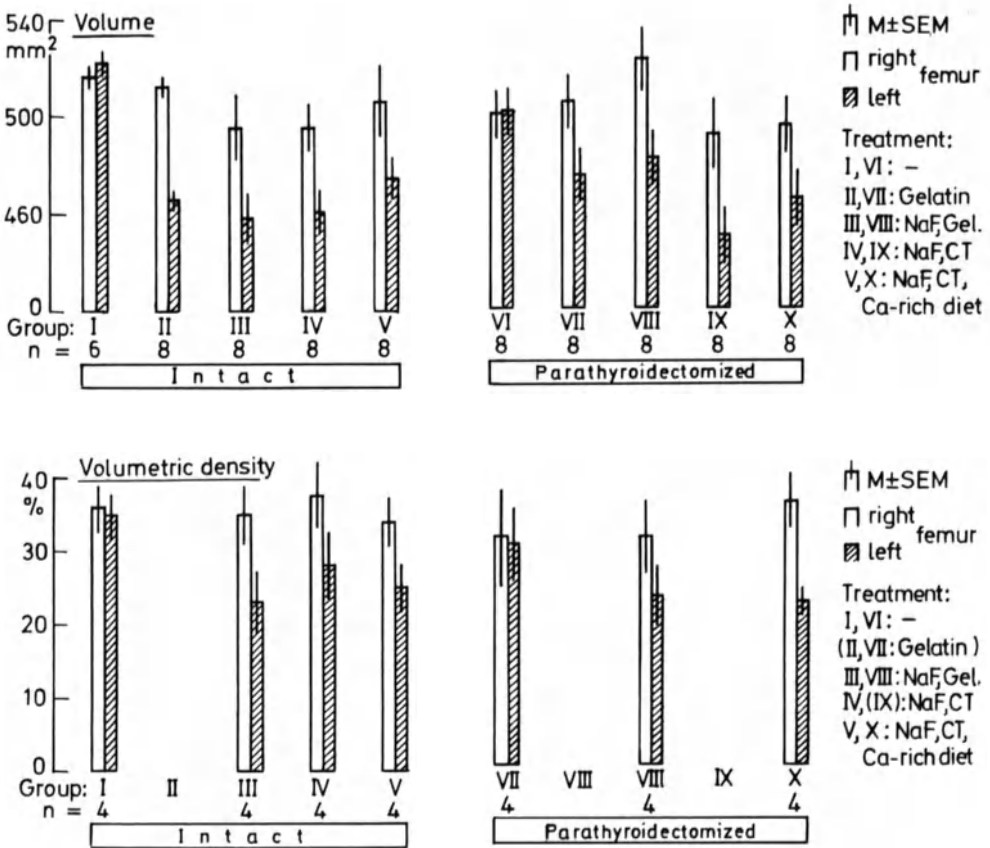 Volume
540
mm²
500
460
0
Group: I II III IV V
n = 6 8 8 8 8
Intact
VI VII VIII IX X
8 8 8 8 8
Parathyroidectomized
M±SEM
right
femur
left
Treatment:
I, VI: –
II, VII: Gelatin
III, VIII: NaF, Gel.
IV, IX: NaF, CT
V, X: NaF, CT,
Ca-rich diet
Volumetric density
40
%
30
20
10
0
Group: I II III IV V
n = 4 4 4 4
Intact
VII VIII VIII IX X
4 4 4
Parathyroidectomized
M±SEM
right
femur
left
Treatment:
I, VI: –
(II, VII: Gelatin)
III, VIII: NaF, Gel.
IV, (IX): NaF, CT
V, X: NaF, CT,
Ca-rich diet